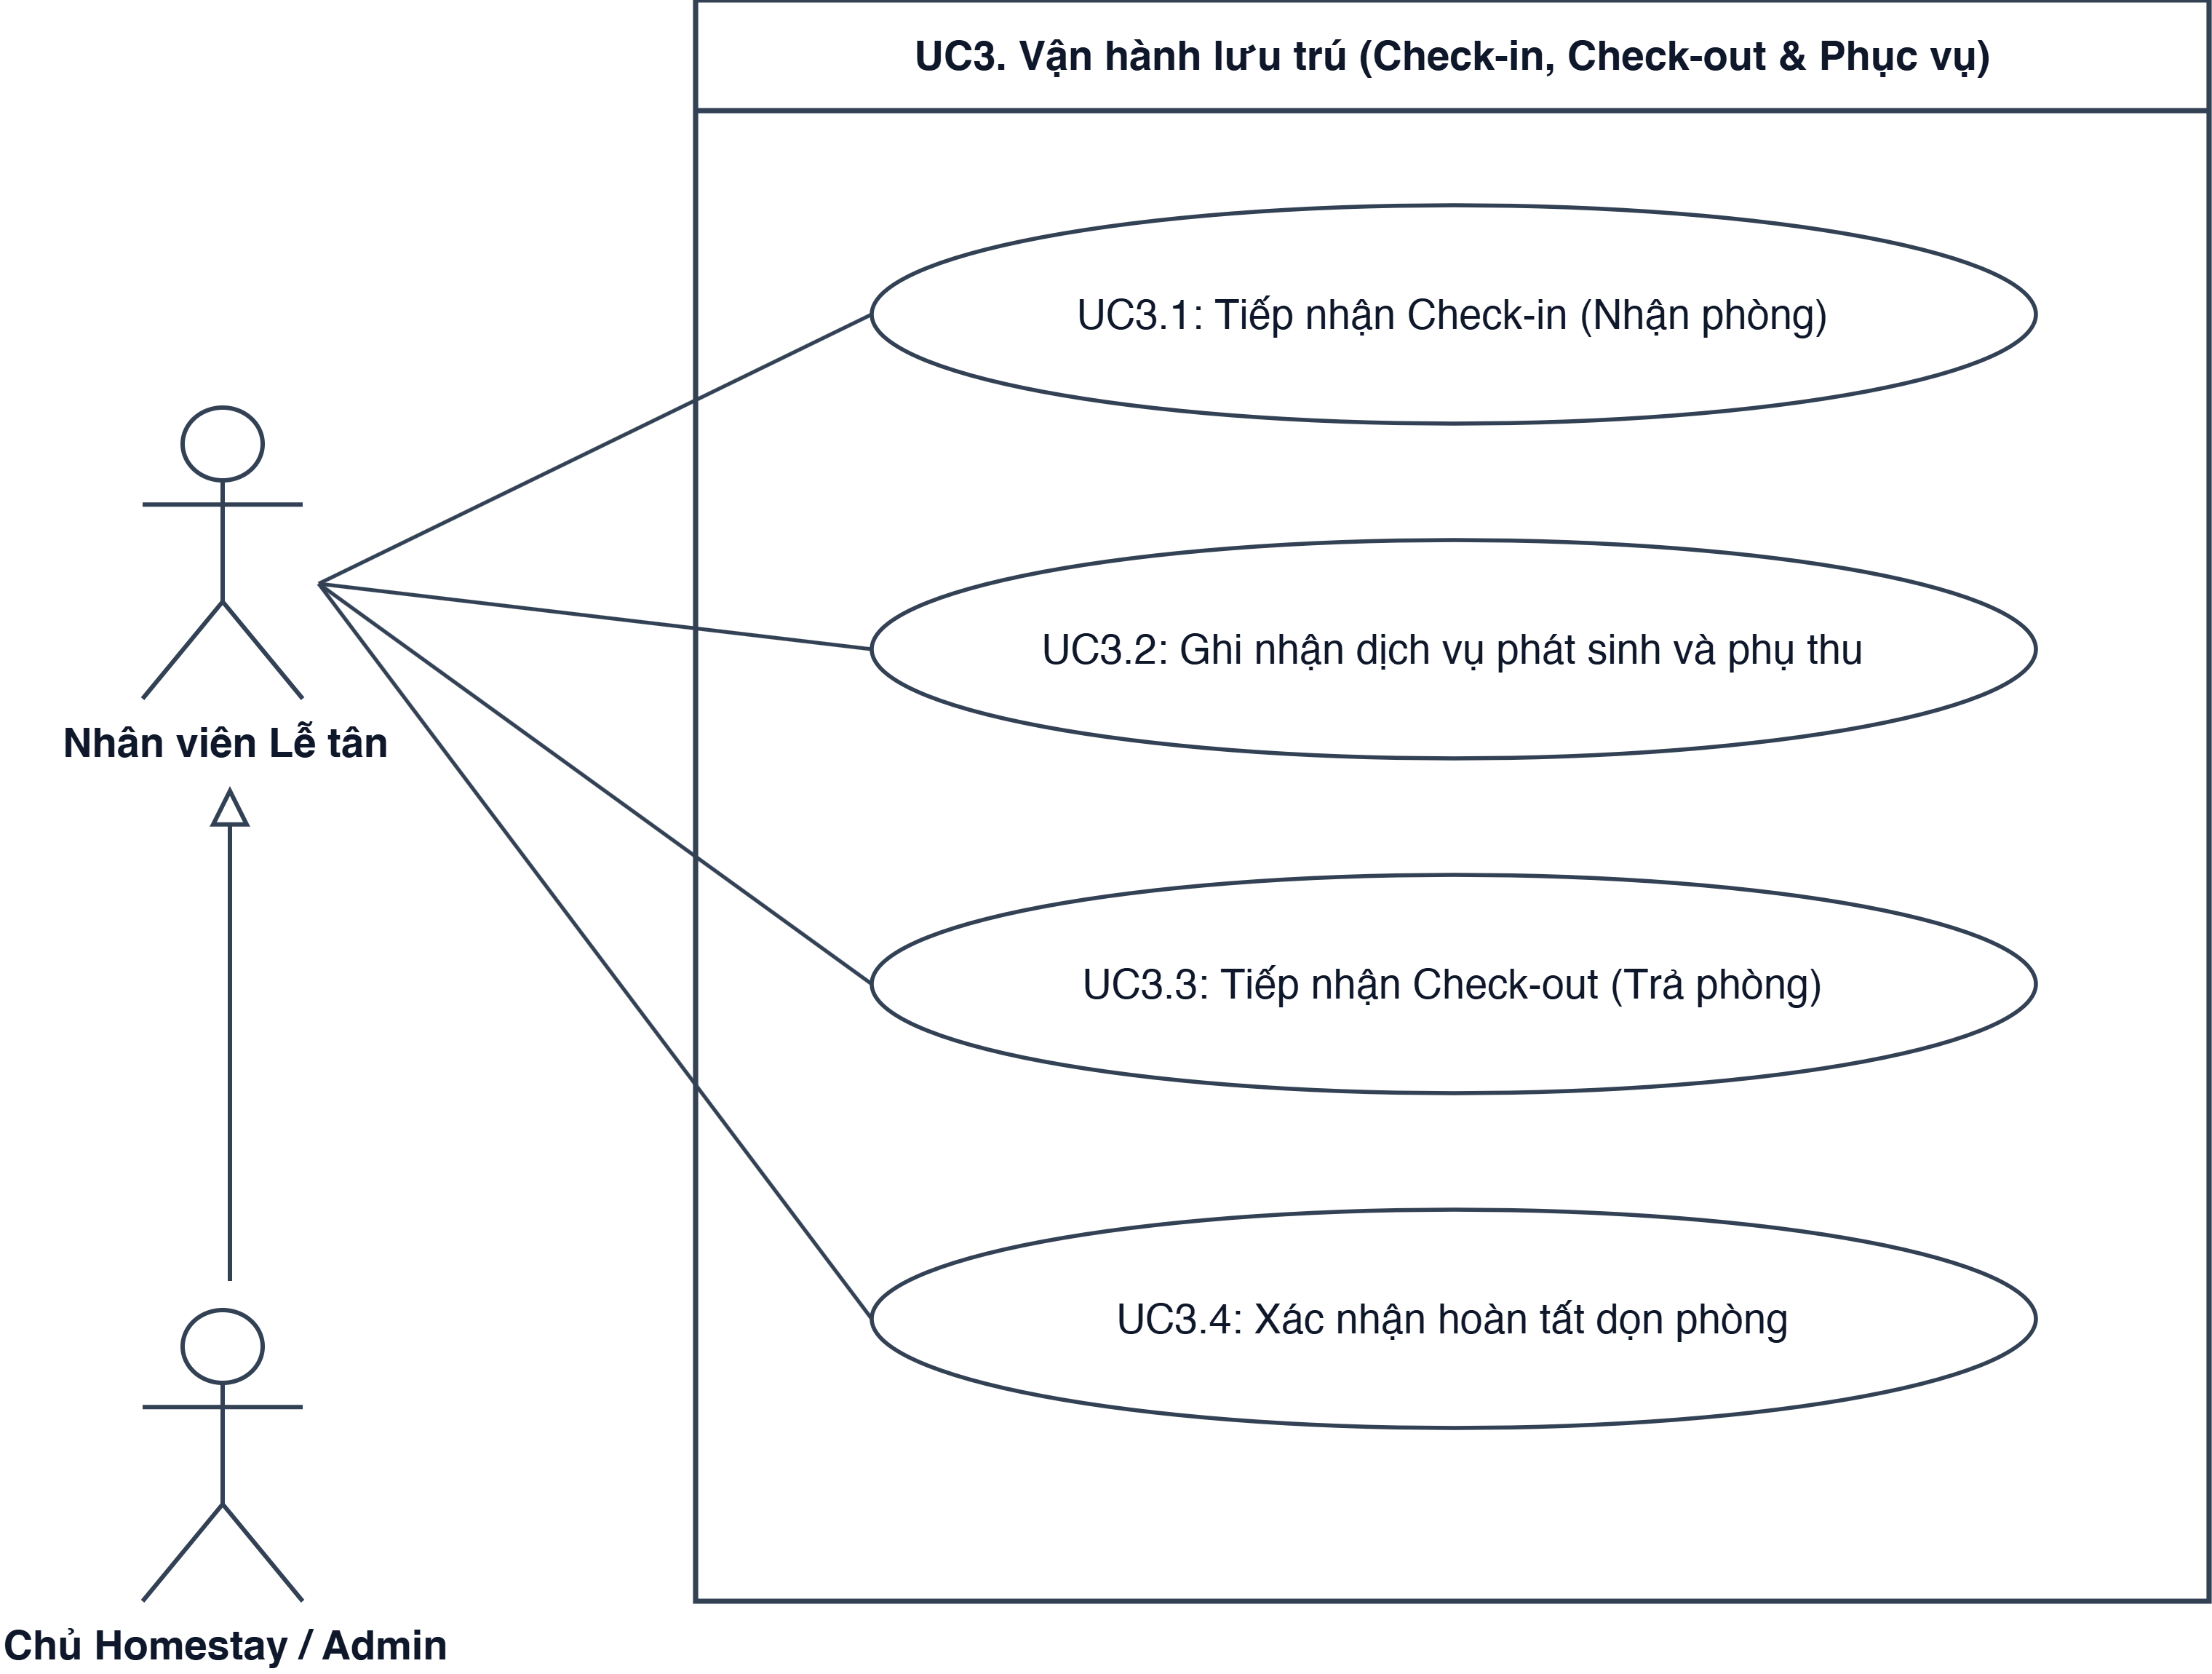 UC3. Vận hành lưu trú (Check-in, Check-out & Phục vụ)
UC3.1: Tiếp nhận Check-in (Nhận phòng)
UC3.2: Ghi nhận dịch vụ phát sinh và phụ thu
Nhân viên Lễ tân
UC3.3: Tiếp nhận Check-out (Trả phòng)
UC3.4: Xác nhận hoàn tất dọn phòng
Chủ Homestay / Admin